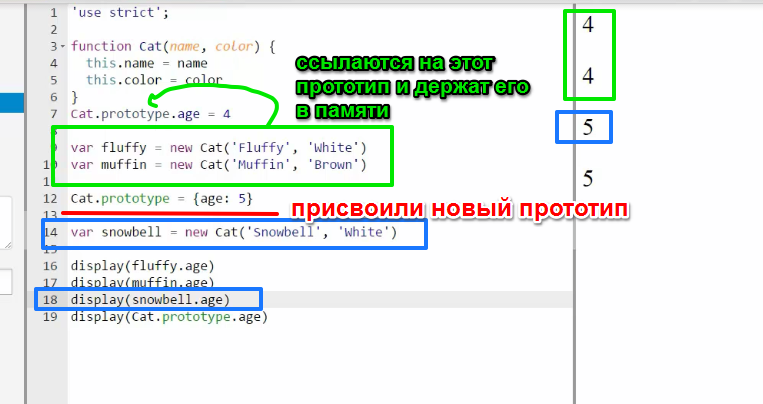 1 'use strict';
2
3 function Cat(name, color) {
4 this.name = name
5 this.color = color
6 }
7 Cat.prototype.age = 4
8
9 var fluffy = new Cat('Fluffy', 'White')
10 var muffin = new Cat('Muffin', 'Brown')
11
12 Cat.prototype = {age: 5}
13
14 var snowbell = new Cat('Snowbell', 'White')
15
16 display(fluffy.age)
17 display(muffin.age)
18 display(snowbell.age)
19 display(Cat.prototype.age)
ссылаются на этот
прототип и держат его
в памяти
присвоили новый прототип
4
4
5
5